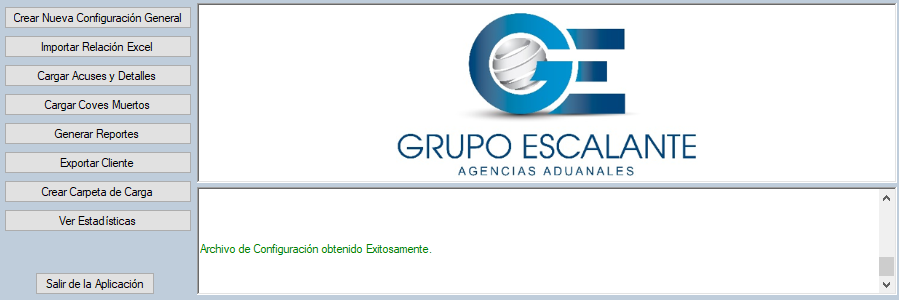 Crear Nueva Configuración General
Importar Relación Excel
Cargar Acuses y Detalles
Cargar Coves Muertos
Generar Reportes
Exportar Cliente
Crear Carpeta de Carga
Ver Estadísticas
Salir de la Aplicación
GE
GRUPO ESCALANTE
AGENCIAS ADUANALES
Archivo de Configuración obtenido Exitosamente.